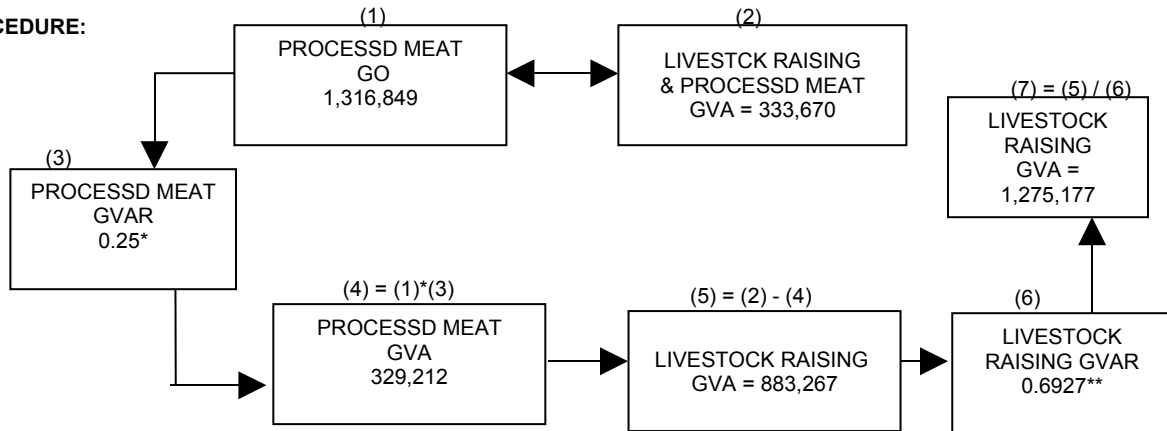 CEDURE:
(1)
PROCESSD MEAT
GO
1,316,849
(2)
LIVESTCK RAISING
& PROCESSD MEAT
GVA = 333,670
(3)
PROCESSD MEAT
GVAR
0.25*
(4) = (1)*(3)
PROCESSD MEAT
GVA
329,212
(5) = (2) - (4)
LIVESTOCK RAISING
GVA = 883,267
(6)
LIVESTOCK
RAISING GVAR
0.6927**
(7) = (5) / (6)
LIVESTOCK
RAISING
GVA =
1,275,177